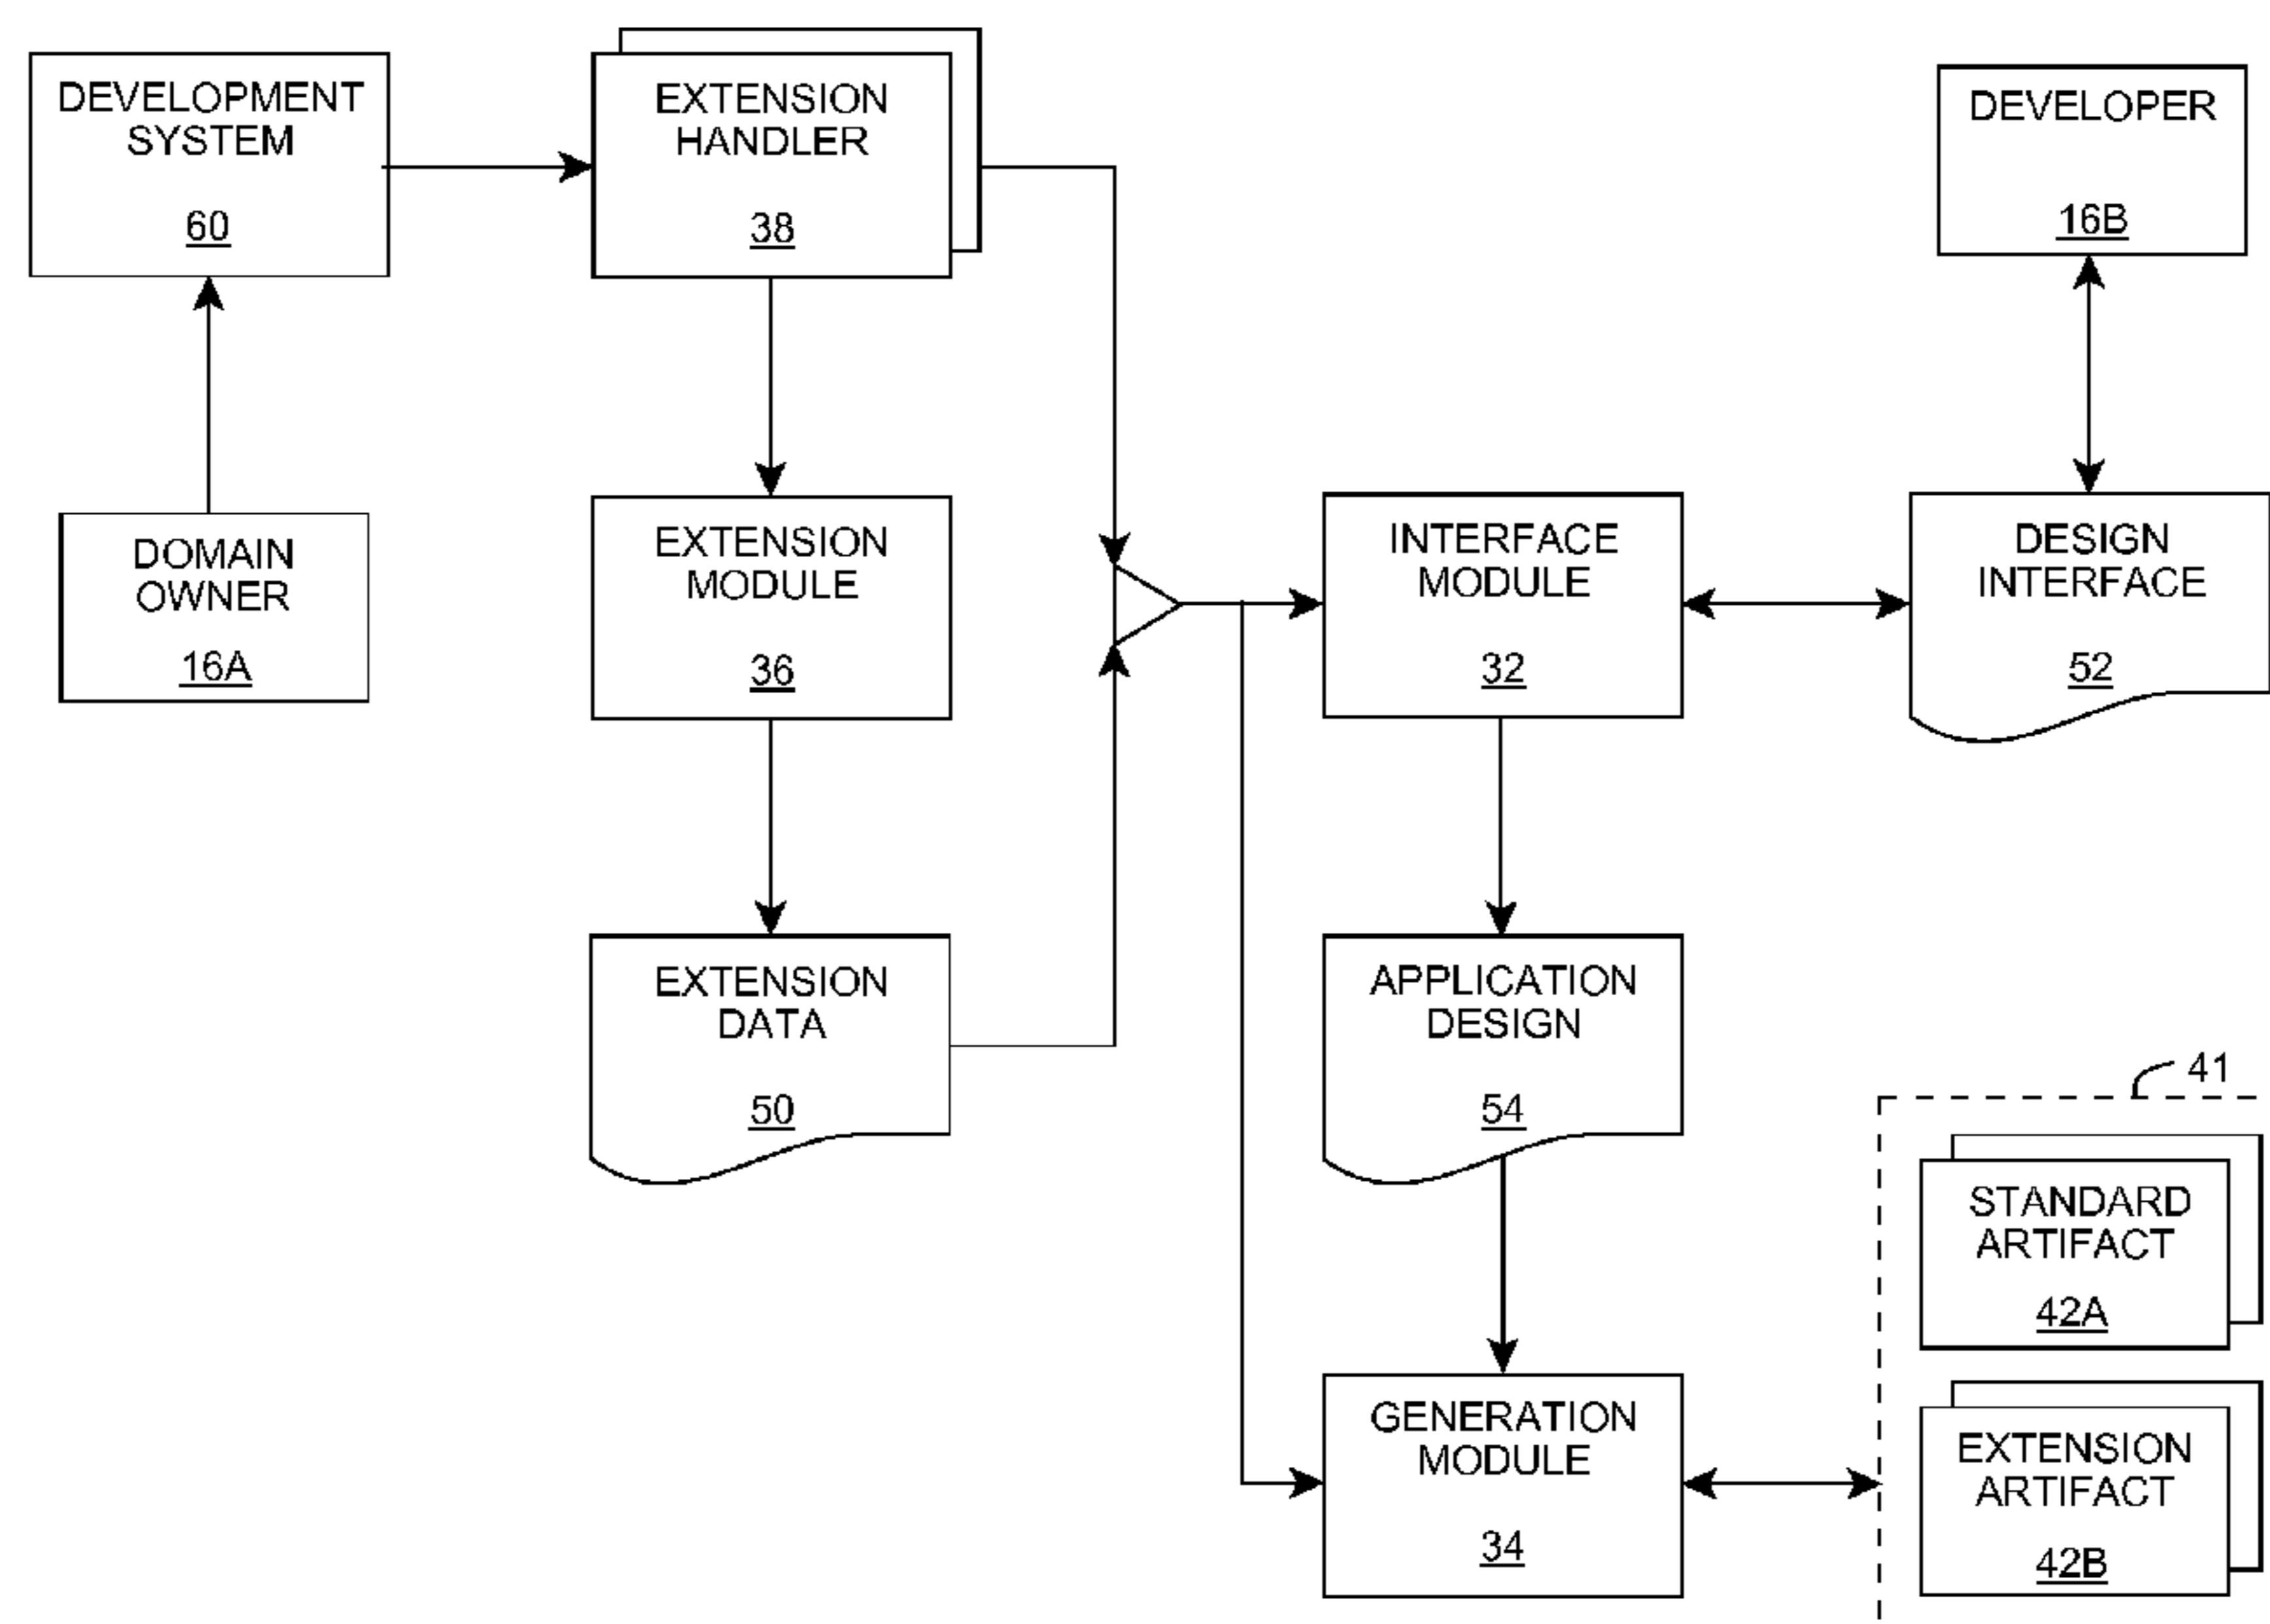 DEVELOPMENT
SYSTEM
60
EXTENSION
HANDLER
38
DEVELOPER
16B
DOMAIN
OWNER
16A
EXTENSION
MODULE
36
INTERFACE
MODULE
32
DESIGN
INTERFACE
52
EXTENSION
DATA
50
APPLICATION
DESIGN
54
41
STANDARD
ARTIFACT
42A
GENERATION
MODULE
34
EXTENSION
ARTIFACT
42B